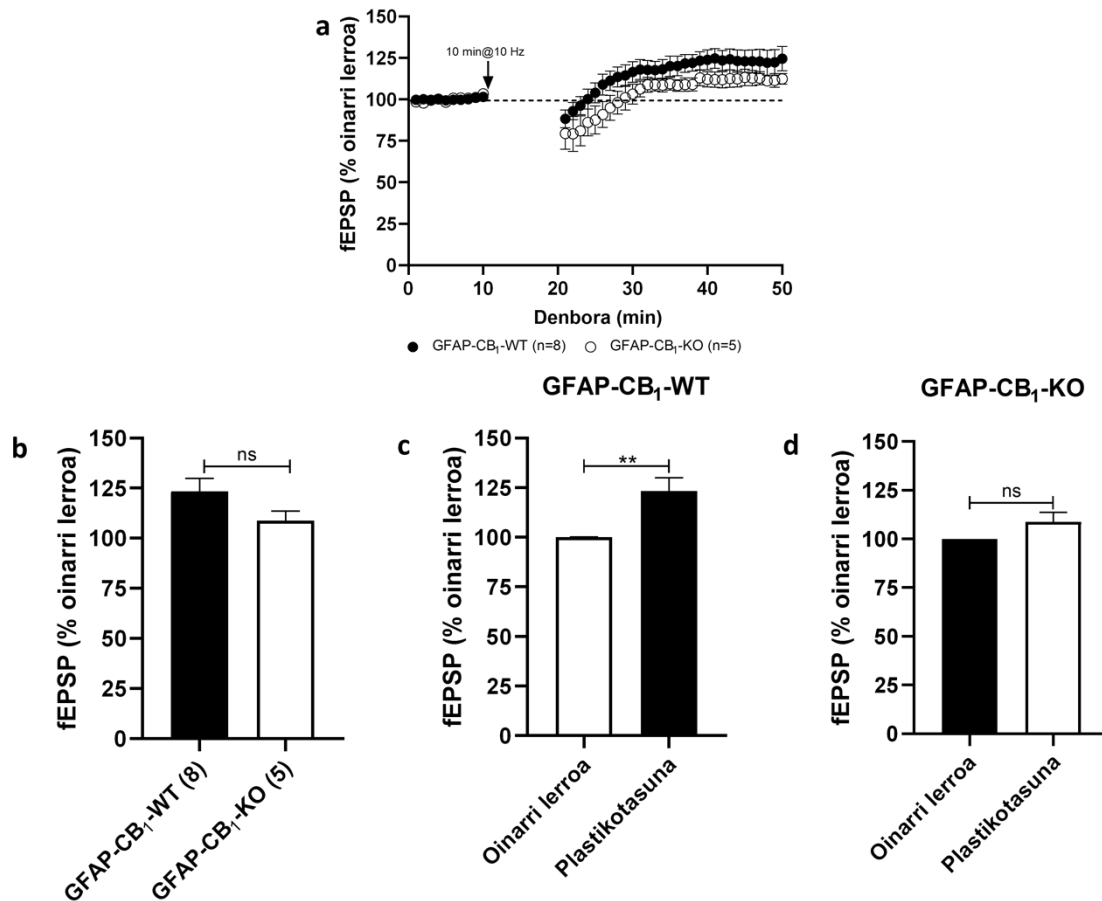 a
fEPSP (% oinarri lerroa)
150
125
100
75
50
25
0
10 min@10 Hz
0 10 20 30 40 50
Denbora (min)
GFAP-CB₁-WT (n=8) GFAP-CB₁-KO (n=5)
b
fEPSP (% oinarri lerroa)
150
125
100
75
50
25
0
ns
GFAP-CB₁-WT (8)
GFAP-CB₁-KO (5)
GFAP-CB₁-WT
c
fEPSP (% oinarri lerroa)
150
125
100
75
50
25
0
**
Oinarri lerroa
Plastikotasuna
GFAP-CB₁-KO
d
fEPSP (% oinarri lerroa)
150
125
100
75
50
25
0
ns
Oinarri lerroa
Plastikotasuna